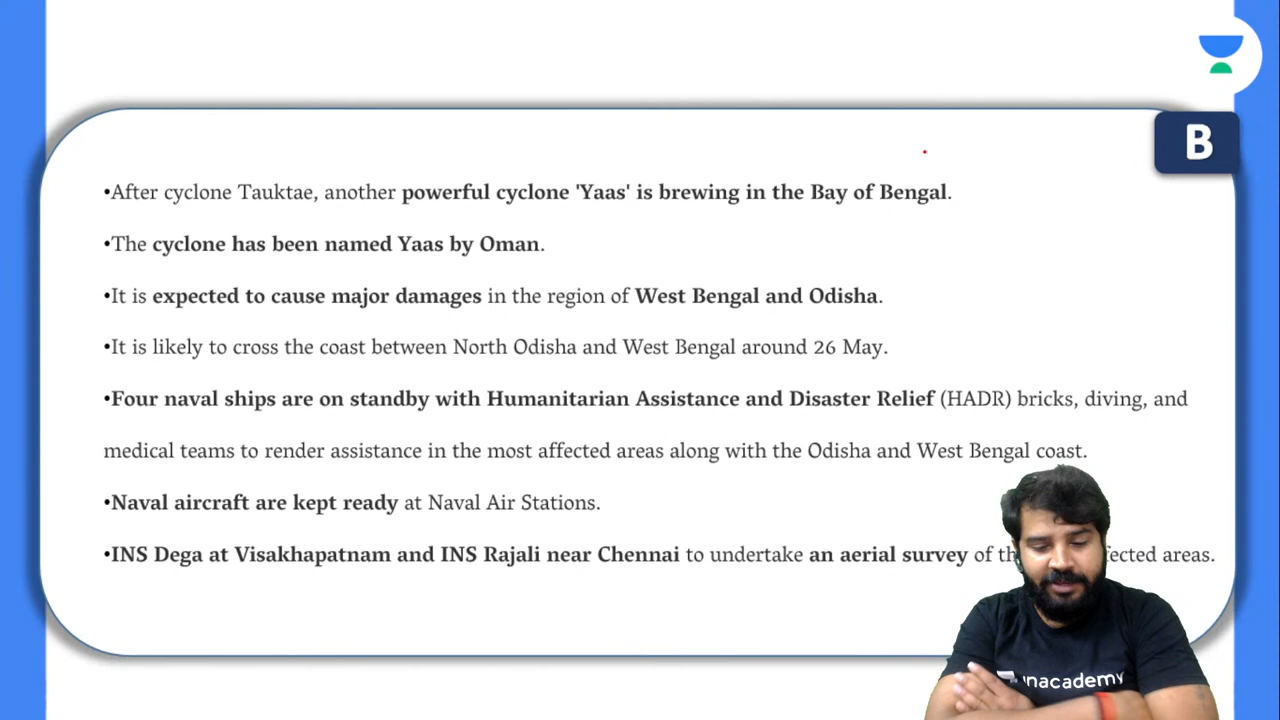 B
•After cyclone Tauktae, another powerful cyclone 'Yaas' is brewing in the Bay of Bengal.
•The cyclone has been named Yaas by Oman.
•It is expected to cause major damages in the region of West Bengal and Odisha.
•It is likely to cross the coast between North Odisha and West Bengal around 26 May.
•Four naval ships are on standby with Humanitarian Assistance and Disaster Relief (HADR) bricks, diving, and
medical teams to render assistance in the most affected areas along with the Odisha and West Bengal coast.
•Naval aircraft are kept ready at Naval Air Stations.
•INS Dega at Visakhapatnam and INS Rajali near Chennai to undertake an aerial survey of areas.
unacademy